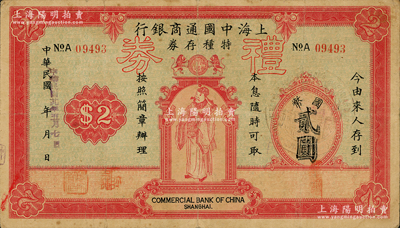 上海陽明拍賣
行銀商通國中海上
券存種特
券 禮
NoA 09493
NoA 09493
今由來人存到
國幣
貳圓
本息隨時可取
按照簡章辦理
中華民國 年 月 日
$2
COMMERCIAL BANK OF CHINA
SHANGHAI.
上海陽明拍賣